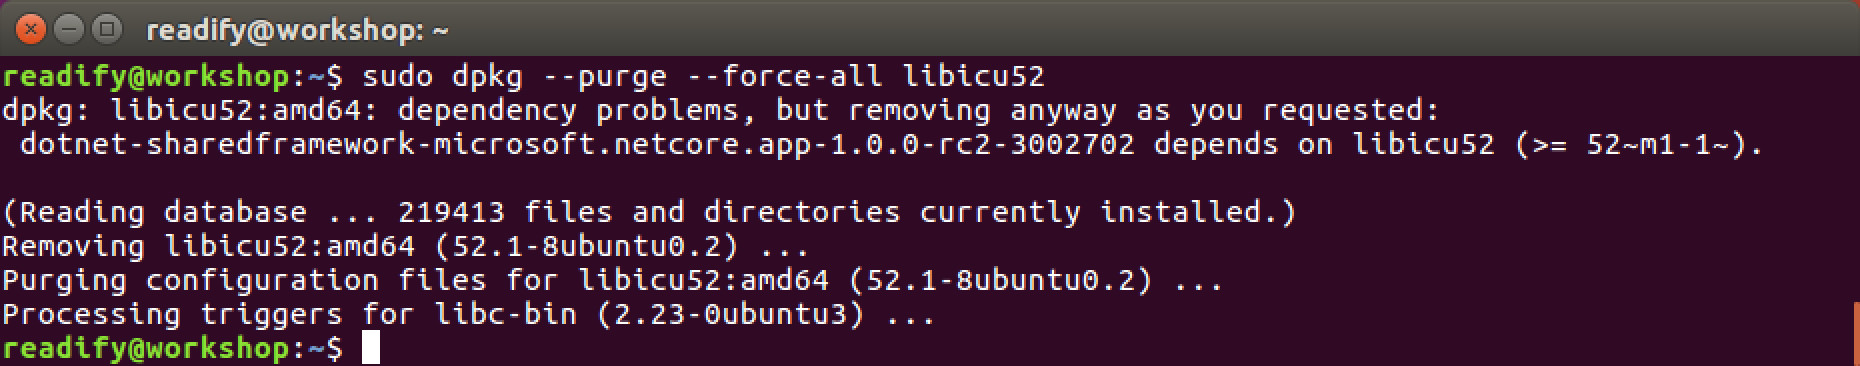 readify@workshop: ~
readify@workshop:~$ sudo dpkg --purge --force-all libicu52
dpkg: libicu52:amd64: dependency problems, but removing anyway as you requested:
 dotnet-sharedframework-microsoft.netcore.app-1.0.0-rc2-3002702 depends on libicu52 (>= 52~m1-1~).
(Reading database ... 219413 files and directories currently installed.)
Removing libicu52:amd64 (52.1-8ubuntu0.2) ...
Purging configuration files for libicu52:amd64 (52.1-8ubuntu0.2) ...
Processing triggers for libc-bin (2.23-0ubuntu3) ...
readify@workshop:~$